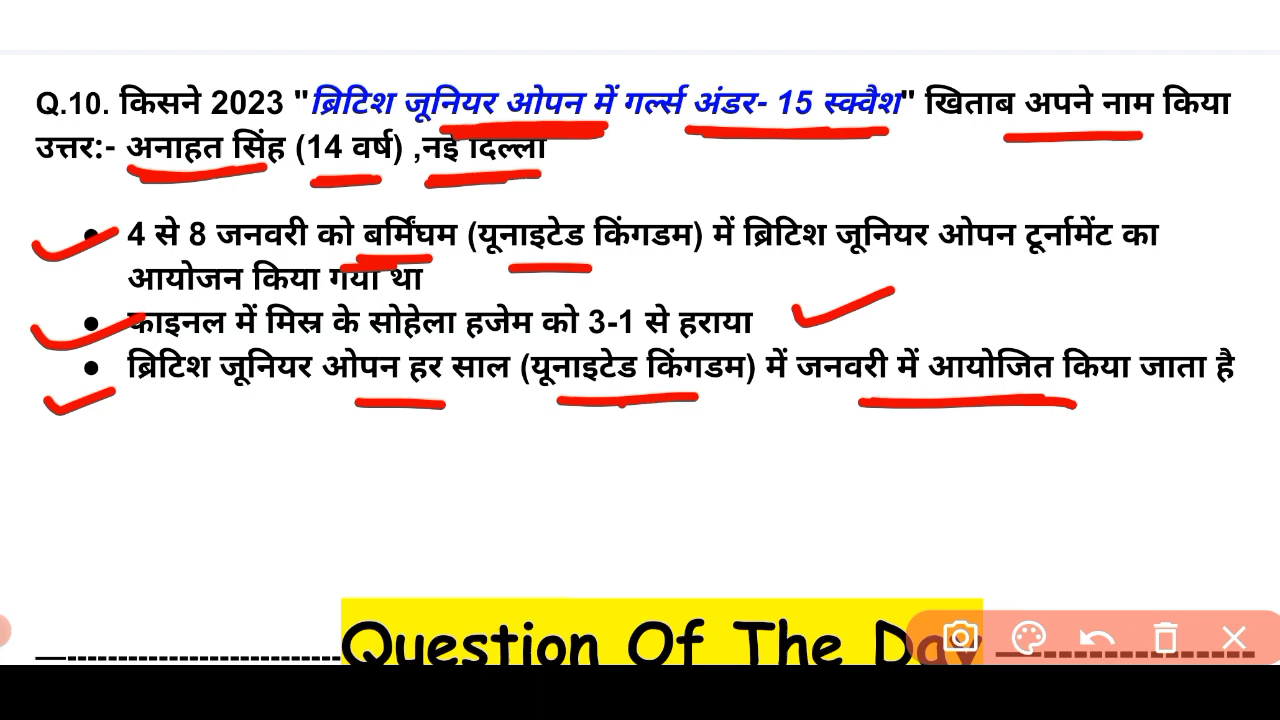 Q.10. किसने 2023 "ब्रिटिश जूनियर ओपन में गर्ल्स अंडर- 15 स्क्वैश" खिताब अपने नाम किया
उत्तर:- अनाहत सिंह (14 वर्ष) ,नई दिल्ली
● 4 से 8 जनवरी को बर्मिंघम (यूनाइटेड किंगडम) में ब्रिटिश जूनियर ओपन टूर्नामेंट का
आयोजन किया गया था
● फाइनल में मिस्र के सोहेला हजेम को 3-1 से हराया
● ब्रिटिश जूनियर ओपन हर साल (यूनाइटेड किंगडम) में जनवरी में आयोजित किया जाता है
Question Of The Day